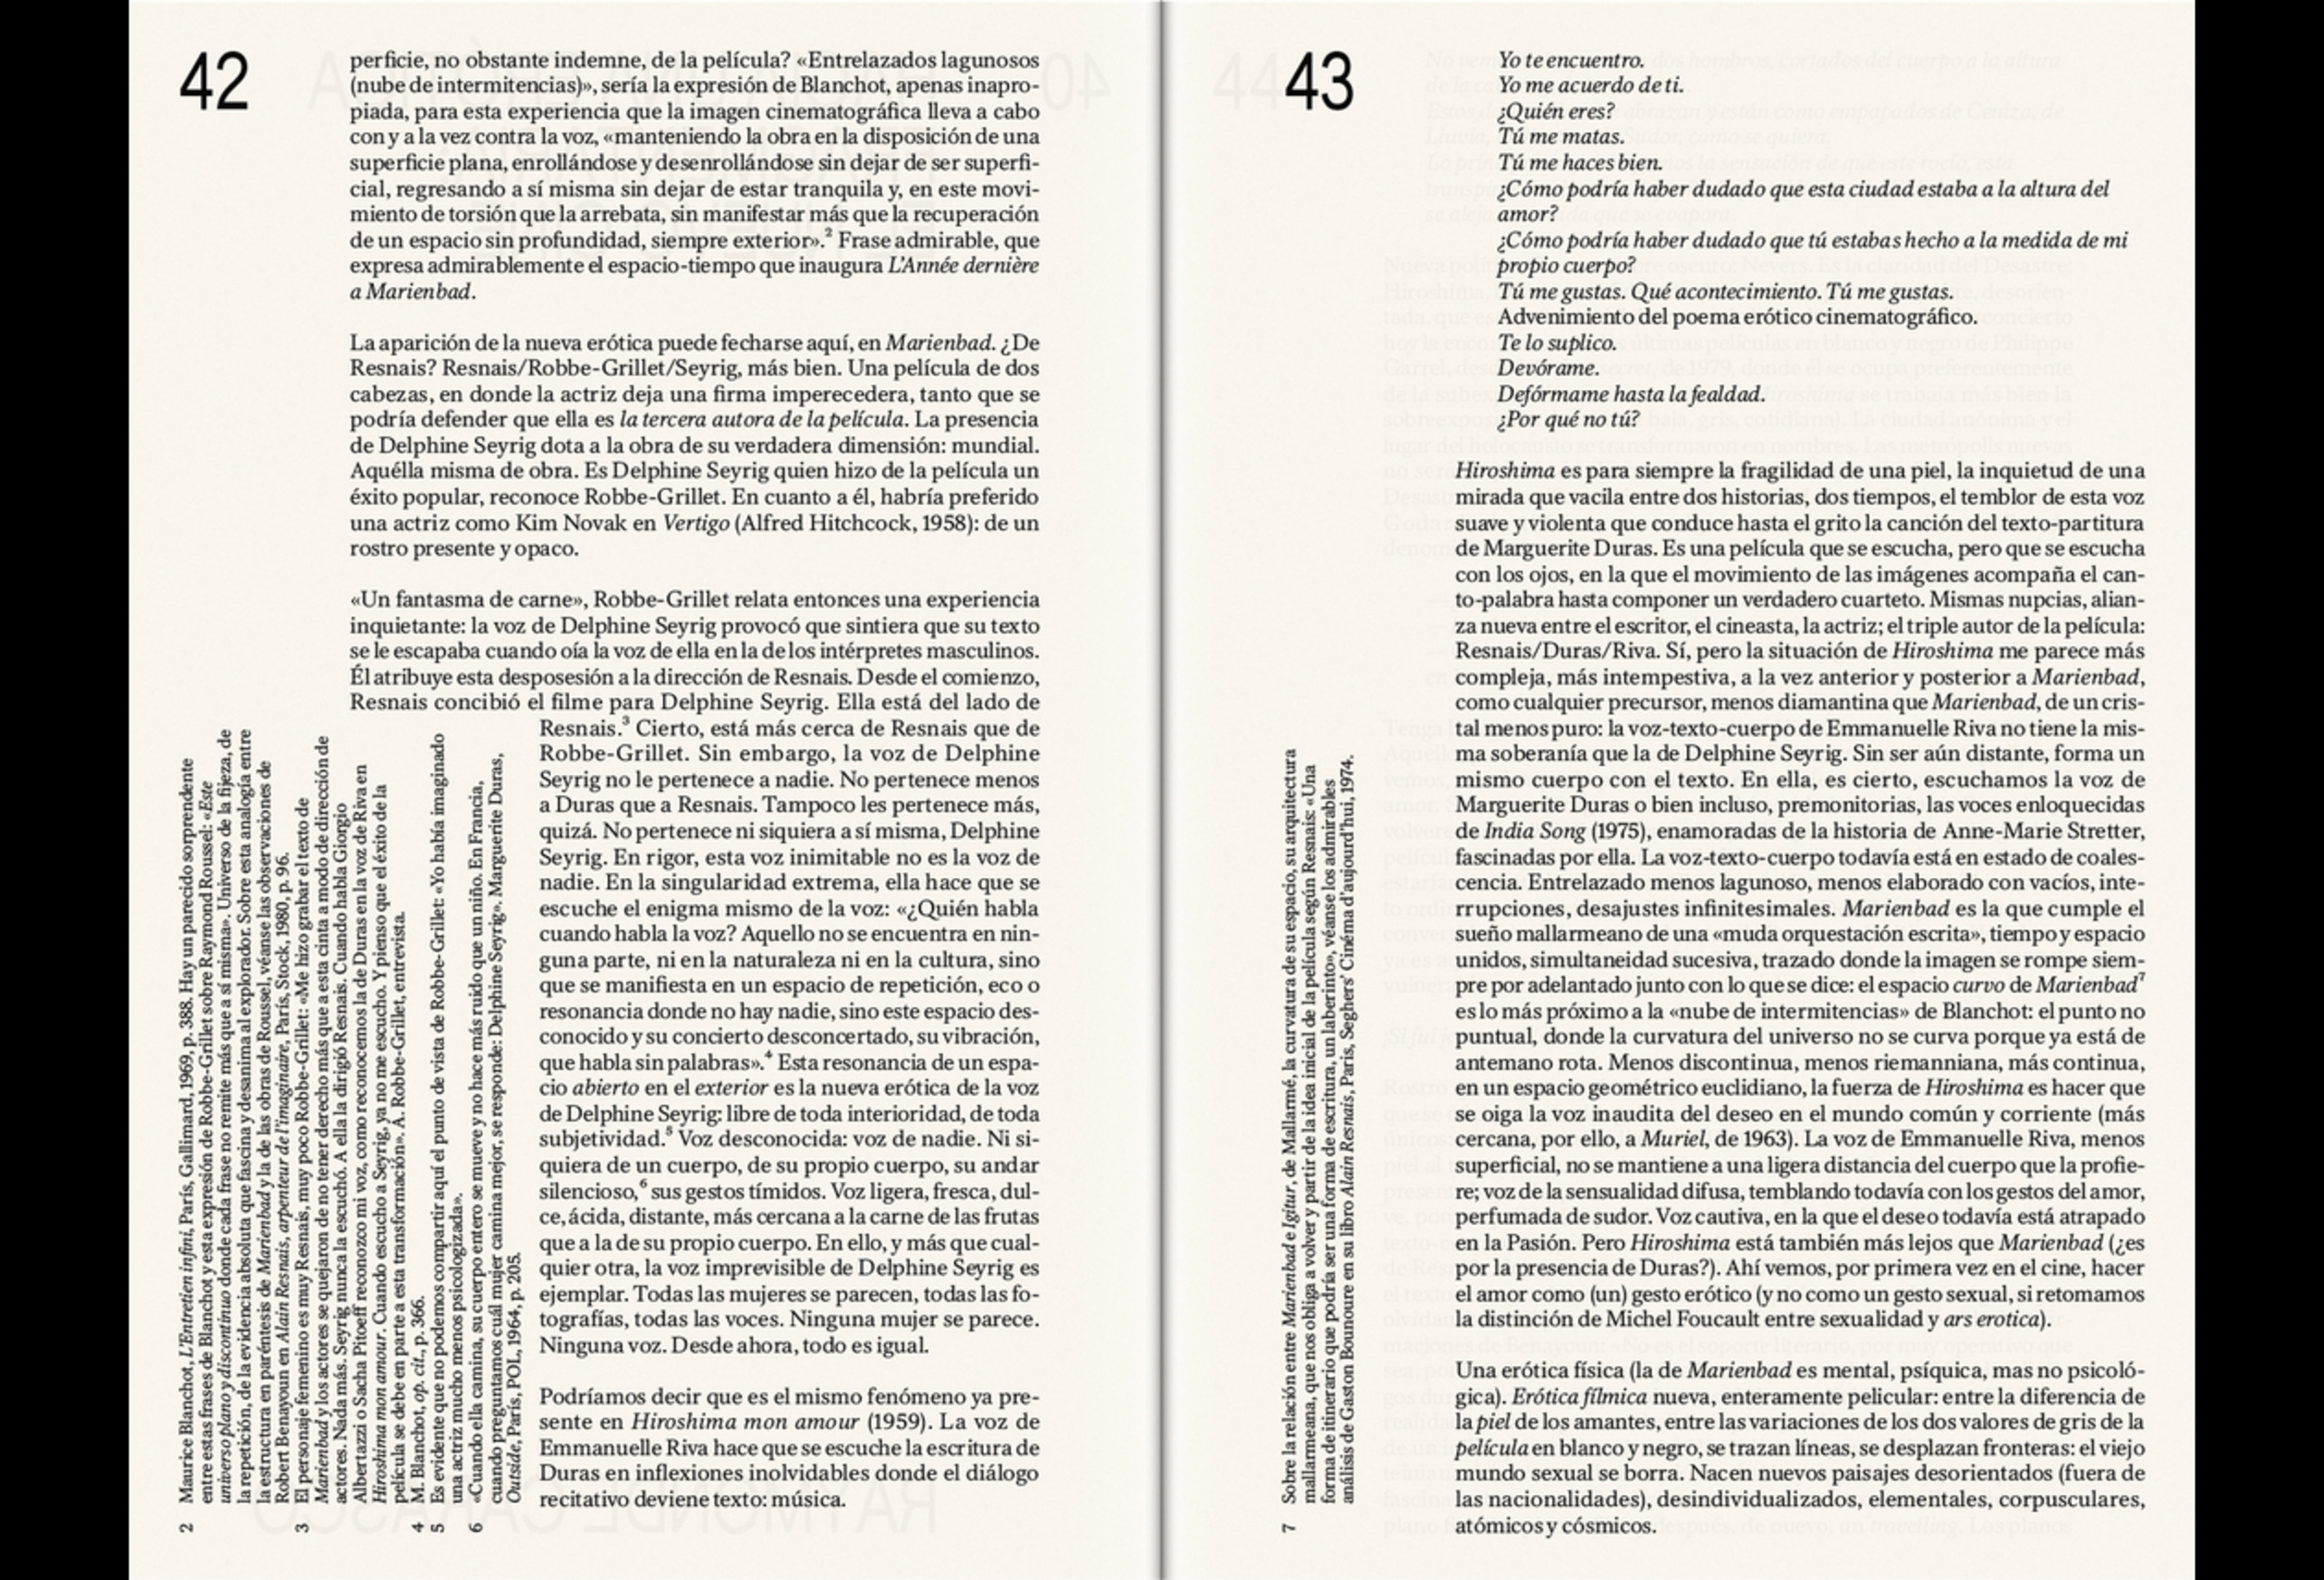 42
perficie, no obstante indemne, de la película? «Entrelazados lagunosos
(nube de intermitencias)», sería la expresión de Blanchot, apenas inapro-
piada, para esta experiencia que la imagen cinematográfica lleva a cabo
con y a la vez contra la voz, «manteniendo la obra en la disposición de una
superficie plana, enrollándose y desenrollándose sin dejar de ser superfi-
cial, regresando a sí misma sin dejar de estar tranquila y, en este movi-
miento de torsión que la arrebata, sin manifestar más que la recuperación
de un espacio sin profundidad, siempre exterior».² Frase admirable, que
expresa admirablemente el espacio-tiempo que inaugura L’Année dernière
a Marienbad.
La aparición de la nueva erótica puede fecharse aquí, en Marienbad. ¿De
Resnais? Resnais/Robbe-Grillet/Seyrig, más bien. Una película de dos
cabezas, en donde la actriz deja una firma imperecedera, tanto que se
podría defender que ella es la tercera autora de la película. La presencia
de Delphine Seyrig dota a la obra de su verdadera dimensión: mundial.
Aquélla misma de obra. Es Delphine Seyrig quien hizo de la película un
éxito popular, reconoce Robbe-Grillet. En cuanto a él, habría preferido
una actriz como Kim Novak en Vertigo (Alfred Hitchcock, 1958): de un
rostro presente y opaco.
«Un fantasma de carne», Robbe-Grillet relata entonces una experiencia
inquietante: la voz de Delphine Seyrig provocó que sintiera que su texto
se le escapaba cuando oía la voz de ella en la de los intérpretes masculinos.
Él atribuye esta desposesión a la dirección de Resnais. Desde el comienzo,
Resnais concibió el filme para Delphine Seyrig. Ella está del lado de
Resnais.³ Cierto, está más cerca de Resnais que de
Robbe-Grillet. Sin embargo, la voz de Delphine
Seyrig no le pertenece a nadie. No pertenece menos
a Duras que a Resnais. Tampoco les pertenece más,
quizá. No pertenece ni siquiera a sí misma, Delphine
Seyrig. En rigor, esta voz inimitable no es la voz de
nadie. En la singularidad extrema, ella hace que se
escuche el enigma mismo de la voz: «¿Quién habla
cuando habla la voz? Aquello no se encuentra en nin-
guna parte, ni en la naturaleza ni en la cultura, sino
que se manifiesta en un espacio de repetición, eco o
resonancia donde no hay nadie, sino este espacio des-
conocido y su concierto desconcertado, su vibración,
que habla sin palabras».⁴ Esta resonancia de un espa-
cio abierto en el exterior es la nueva erótica de la voz
de Delphine Seyrig: libre de toda interioridad, de toda
subjetividad.⁵ Voz desconocida: voz de nadie. Ni si-
quiera de un cuerpo, de su propio cuerpo, su andar
silencioso,⁶ sus gestos tímidos. Voz ligera, fresca, dul-
ce, ácida, distante, más cercana a la carne de las frutas
que a la de su propio cuerpo. En ello, y más que cual-
quier otra, la voz imprevisible de Delphine Seyrig es
ejemplar. Todas las mujeres se parecen, todas las fo-
tografías, todas las voces. Ninguna mujer se parece.
Ninguna voz. Desde ahora, todo es igual.
Podríamos decir que es el mismo fenómeno ya pre-
sente en Hiroshima mon amour (1959). La voz de
Emmanuelle Riva hace que se escuche la escritura de
Duras en inflexiones inolvidables donde el diálogo
recitativo deviene texto: música.
2 Maurice Blanchot, L’Entretien infini, París, Gallimard, 1969, p. 388. Hay un parecido sorprendente
entre estas frases de Blanchot y esta expresión de Robbe-Grillet sobre Raymond Roussel: «Este
universo plano y discontinuo donde cada frase no remite más que a sí misma». Universo de la fijeza, de
la repetición, de la evidencia absoluta que fascina y desanima al explorador. Sobre esta analogía entre
la estructura en paréntesis de Marienbad y la de las obras de Roussel, véanse las observaciones de
Robert Benayoun en Alain Resnais, arpenteur de l’imaginaire, París, Stock, 1980, p. 96.
3 El personaje femenino es muy Resnais, muy poco Robbe-Grillet: «Me hizo grabar el texto de
Marienbad y los actores se quejaron de no tener derecho más que a esta cinta a modo de dirección de
actores. Nada más. Seyrig nunca la escuchó. A ella la dirigió Resnais. Cuando habla Giorgio
Albertazzi o Sacha Pitoëff reconozco mi voz, como reconocemos la de Duras en la voz de Riva en
Hiroshima mon amour. Cuando escucho a Seyrig, ya no me escucho. Y pienso que el éxito de la
película se debe en parte a esta transformación». A. Robbe-Grillet, entrevista.
4 M. Blanchot, op. cit., p. 366.
5 Es evidente que no podemos compartir aquí el punto de vista de Robbe-Grillet: «Yo había imaginado
una actriz mucho menos psicologizada».
6 «Cuando ella camina, su cuerpo entero se mueve y no hace más ruido que un niño. En Francia,
cuando preguntamos cuál mujer camina mejor, se responde: Delphine Seyrig». Marguerite Duras,
Outside, París, POL, 1964, p. 205.
43
Yo te encuentro.
Yo me acuerdo de ti.
¿Quién eres?
Tú me matas.
Tú me haces bien.
¿Cómo podría haber dudado que esta ciudad estaba a la altura del
amor?
¿Cómo podría haber dudado que tú estabas hecho a la medida de mi
propio cuerpo?
Tú me gustas. Qué acontecimiento. Tú me gustas.
Advenimiento del poema erótico cinematográfico.
Te lo suplico.
Devórame.
Defórmame hasta la fealdad.
¿Por qué no tú?
Hiroshima es para siempre la fragilidad de una piel, la inquietud de una
mirada que vacila entre dos historias, dos tiempos, el temblor de esta voz
suave y violenta que conduce hasta el grito la canción del texto-partitura
de Marguerite Duras. Es una película que se escucha, pero que se escucha
con los ojos, en la que el movimiento de las imágenes acompaña el can-
to-palabra hasta componer un verdadero cuarteto. Mismas nupcias, alian-
za nueva entre el escritor, el cineasta, la actriz; el triple autor de la película:
Resnais/Duras/Riva. Sí, pero la situación de Hiroshima me parece más
compleja, más intempestiva, a la vez anterior y posterior a Marienbad,
como cualquier precursor, menos diamantina que Marienbad, de un cris-
tal menos puro: la voz-texto-cuerpo de Emmanuelle Riva no tiene la mis-
ma soberanía que la de Delphine Seyrig. Sin ser aún distante, forma un
mismo cuerpo con el texto. En ella, es cierto, escuchamos la voz de
Marguerite Duras o bien incluso, premonitorias, las voces enloquecidas
de India Song (1975), enamoradas de la historia de Anne-Marie Stretter,
fascinadas por ella. La voz-texto-cuerpo todavía está en estado de coales-
cencia. Entrelazado menos lagunoso, menos elaborado con vacíos, inte-
rrupciones, desajustes infinitesimales. Marienbad es la que cumple el
sueño mallarmeano de una «muda orquestación escrita», tiempo y espacio
unidos, simultaneidad sucesiva, trazado donde la imagen se rompe siem-
pre por adelantado junto con lo que se dice: el espacio curvo de Marienbad⁷
es lo más próximo a la «nube de intermitencias» de Blanchot: el punto no
puntual, donde la curvatura del universo no se curva porque ya está de
antemano rota. Menos discontinua, menos riemanniana, más continua,
en un espacio geométrico euclidiano, la fuerza de Hiroshima es hacer que
se oiga la voz inaudita del deseo en el mundo común y corriente (más
cercana, por ello, a Muriel, de 1963). La voz de Emmanuelle Riva, menos
superficial, no se mantiene a una ligera distancia del cuerpo que la profie-
re; voz de la sensualidad difusa, temblando todavía con los gestos del amor,
perfumada de sudor. Voz cautiva, en la que el deseo todavía está atrapado
en la Pasión. Pero Hiroshima está también más lejos que Marienbad (¿es
por la presencia de Duras?). Ahí vemos, por primera vez en el cine, hacer
el amor como (un) gesto erótico (y no como un gesto sexual, si retomamos
la distinción de Michel Foucault entre sexualidad y ars erotica).
Una erótica física (la de Marienbad es mental, psíquica, mas no psicoló-
gica). Erótica fílmica nueva, enteramente pelicular: entre la diferencia de
la piel de los amantes, entre las variaciones de los dos valores de gris de la
película en blanco y negro, se trazan líneas, se desplazan fronteras: el viejo
mundo sexual se borra. Nacen nuevos paisajes desorientados (fuera de
las nacionalidades), desindividualizados, elementales, corpusculares,
atómicos y cósmicos.
7 Sobre la relación entre Marienbad e Igitur, de Mallarmé, la curvatura de su espacio, su arquitectura
mallarmeana, que nos obliga a volver y partir de la idea inicial de la película según Resnais: «Una
forma de itinerario que podría ser una forma de escritura, un laberinto», véanse los admirables
análisis de Gaston Bounoure en su libro Alain Resnais, París, Seghers’ Cinéma d’aujourd’hui, 1974.